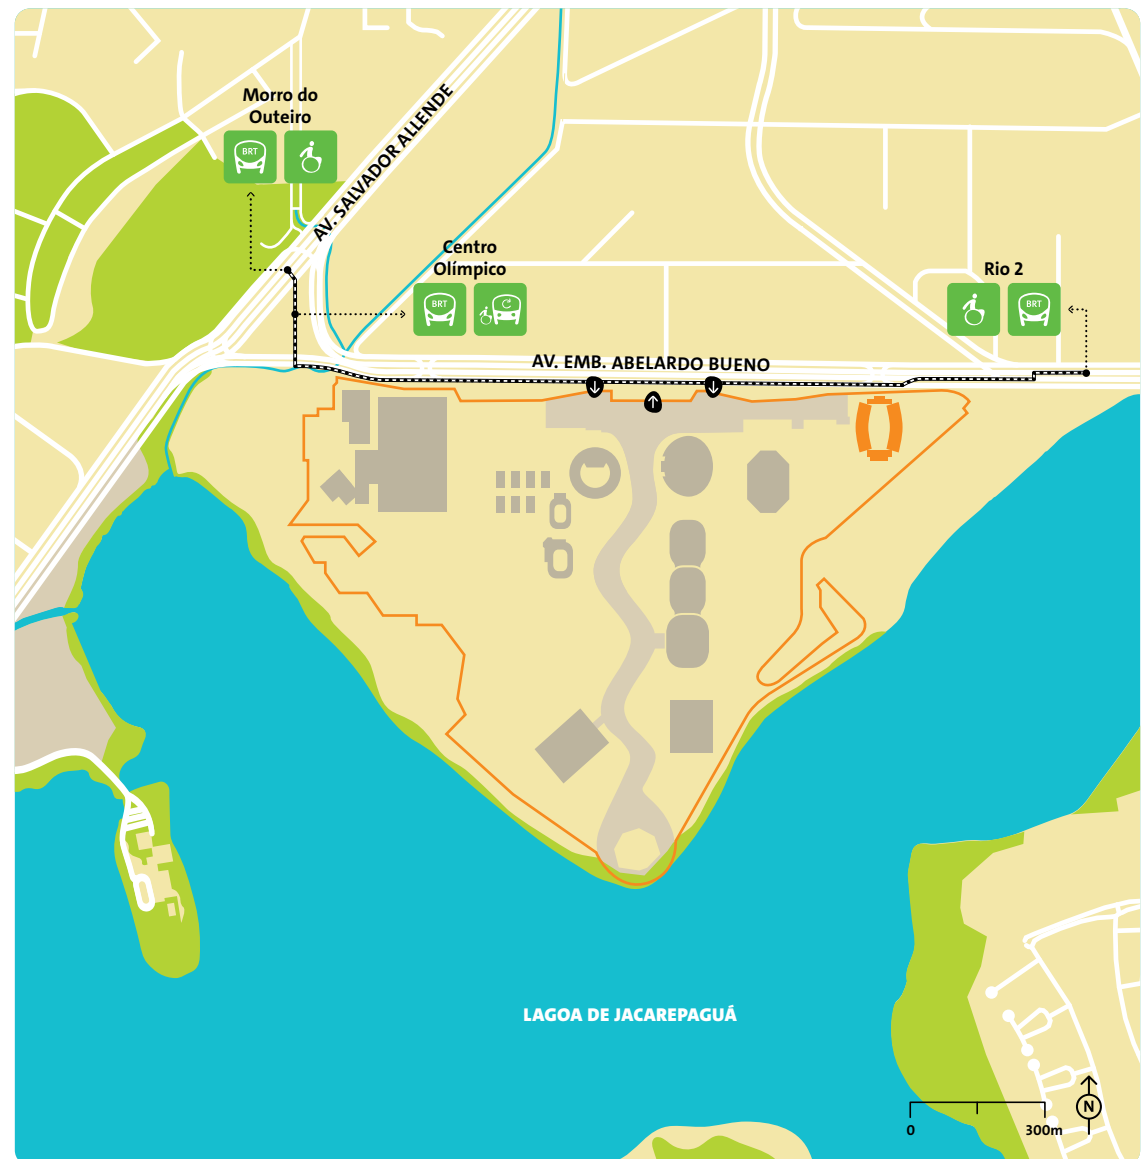 Morro do
Outeiro
BRT
AV. SALVADOR ALLENDE
Centro
Olímpico
BRT
Rio 2
BRT
AV. EMB. ABELARDO BUENO
LAGOA DE JACAREPAGUÁ
N
0
300m